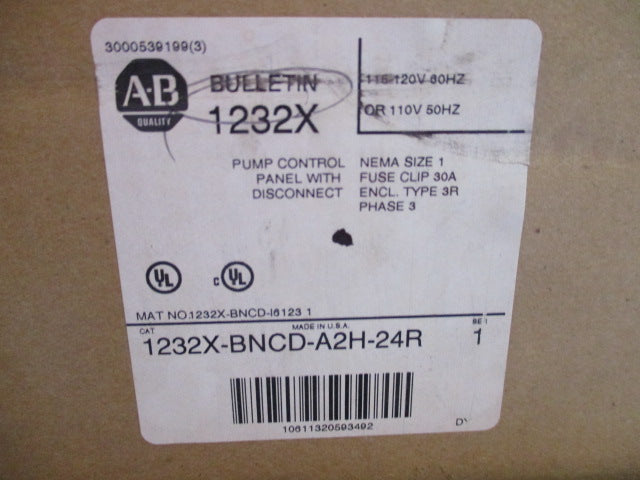 3000539199(3)
A-B
QUALITY
BULLETIN
1232X
115-120V 60HZ
OR 110V 50HZ
PUMP CONTROL
PANEL WITH
DISCONNECT
NEMA SIZE 1
FUSE CLIP 30A
ENCL. TYPE 3R
PHASE 3
UL
c UL
MAT NO.1232X-BNCD-I6123 1
MADE IN U.S.A.
CAT
SE
1232X-BNCD-A2H-24R
1
10611320593492